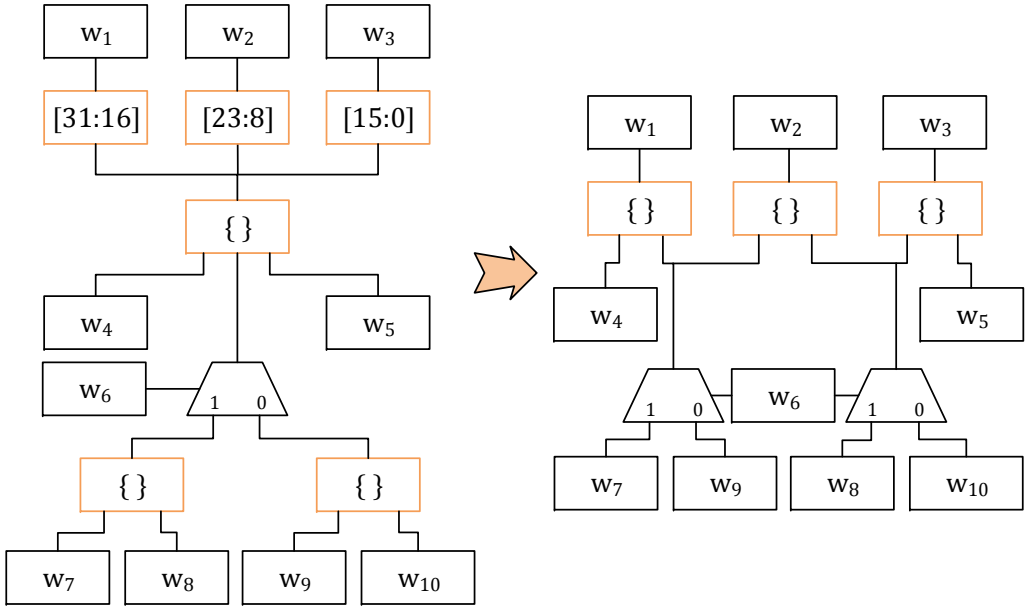 w₁ w₂ w₃
[31:16] [23:8] [15:0]
{ }
w₄ w₅
w₆
1 0
{ } { }
w₇ w₈ w₉ w₁₀
w₁ w₂ w₃
{ } { } { }
w₄ w₅
1 0 w₆ 1 0
w₇ w₉ w₈ w₁₀